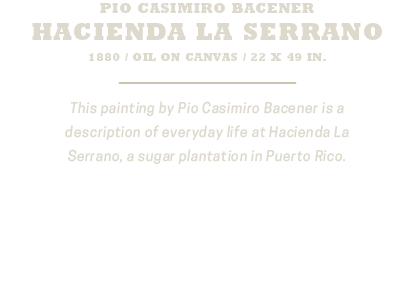 PIO CASIMIRO BACENER
HACIENDA LA SERRANO
1880 / OIL ON CANVAS / 22 X 49 IN.
This painting by Pio Casimiro Bacener is a
description of everyday life at Hacienda La
Serrano, a sugar plantation in Puerto Rico.